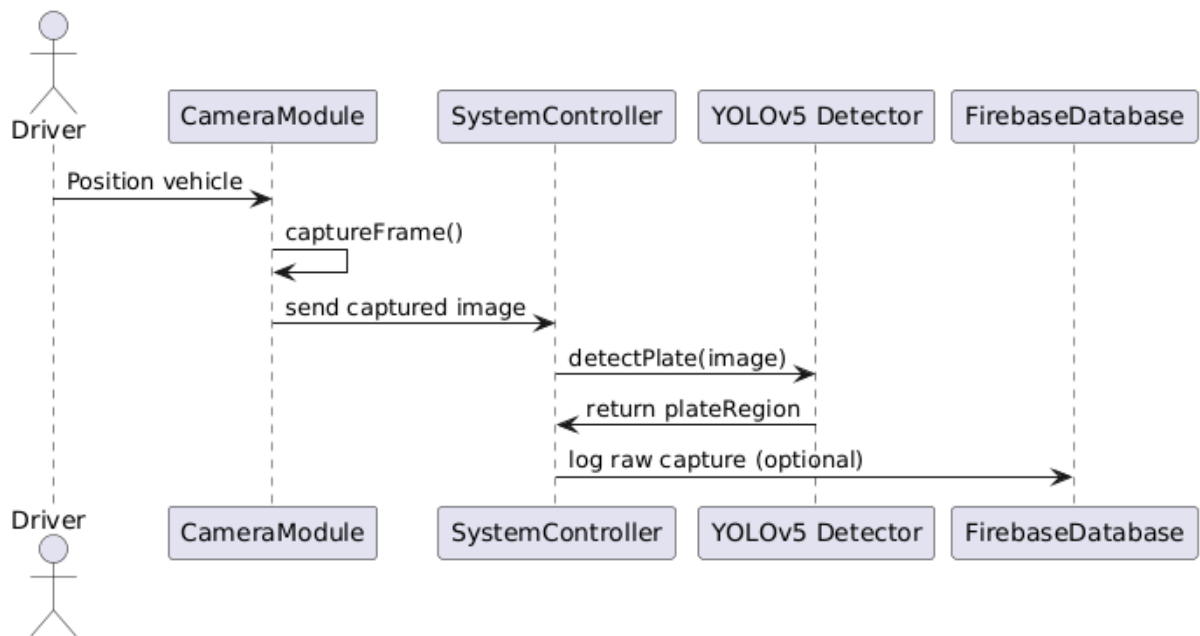 CameraModule
SystemController
YOLOv5 Detector
FirebaseDatabase
Driver
Position vehicle
captureFrame()
send captured image
detectPlate(image)
return plateRegion
log raw capture (optional)
Driver
CameraModule
SystemController
YOLOv5 Detector
FirebaseDatabase